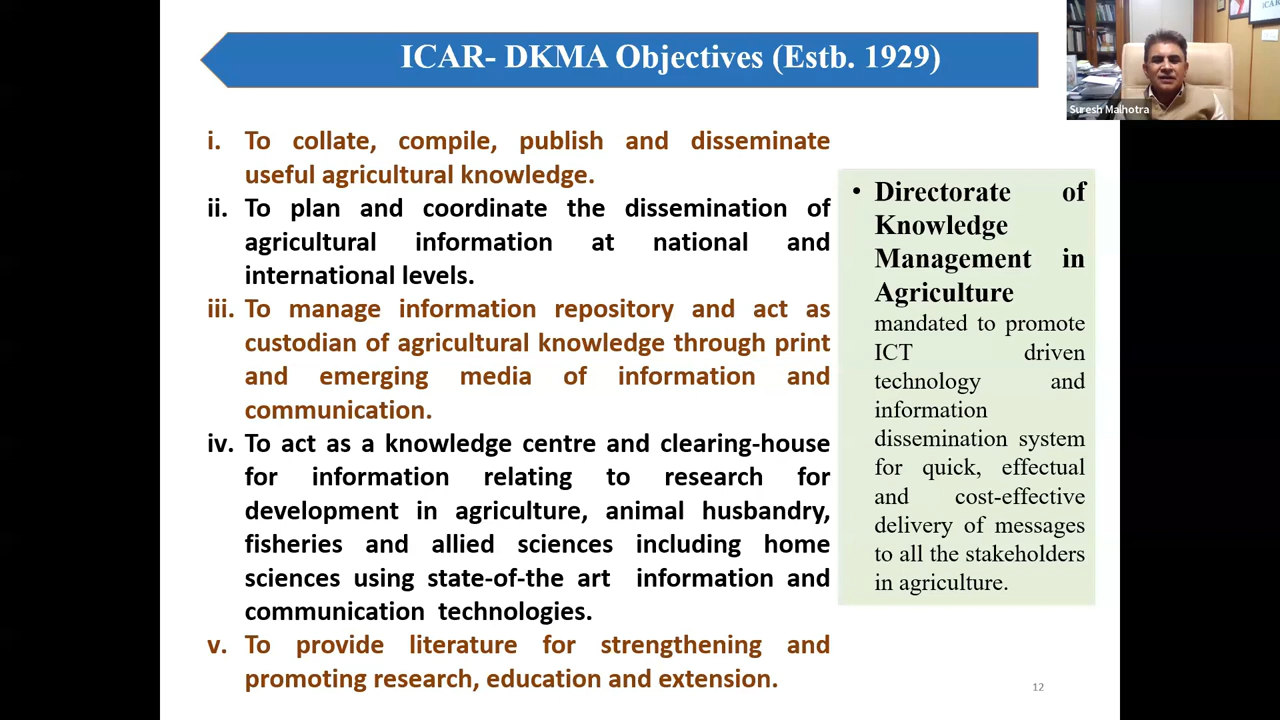 ICAR- DKMA Objectives (Estb. 1929)
ICAR
Suresh Malhotra
i. To collate, compile, publish and disseminate
useful agricultural knowledge.
ii. To plan and coordinate the dissemination of
agricultural information at national and
international levels.
iii. To manage information repository and act as
custodian of agricultural knowledge through print
and emerging media of information and
communication.
iv. To act as a knowledge centre and clearing-house
for information relating to research for
development in agriculture, animal husbandry,
fisheries and allied sciences including home
sciences using state-of-the art information and
communication technologies.
v. To provide literature for strengthening and
promoting research, education and extension.
• Directorate of
Knowledge
Management in
Agriculture
mandated to promote
ICT driven
technology and
information
dissemination system
for quick, effectual
and cost-effective
delivery of messages
to all the stakeholders
in agriculture.
12